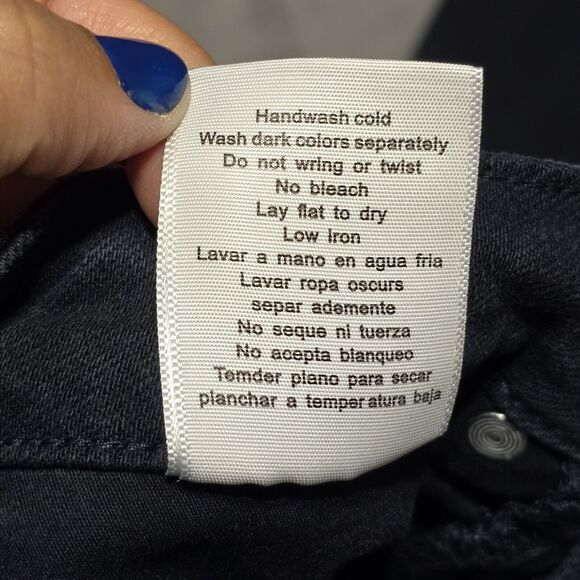 Handwash cold
Wash dark colors separately
Do not wring or twist
No bleach
Lay flat to dry
Low Iron
Lavar a mano en agua fria
Lavar ropa oscurs
separ ademente
No seque ni tuerza
No acepta blanqueo
Temder plano para secar
planchar a temper atura baja